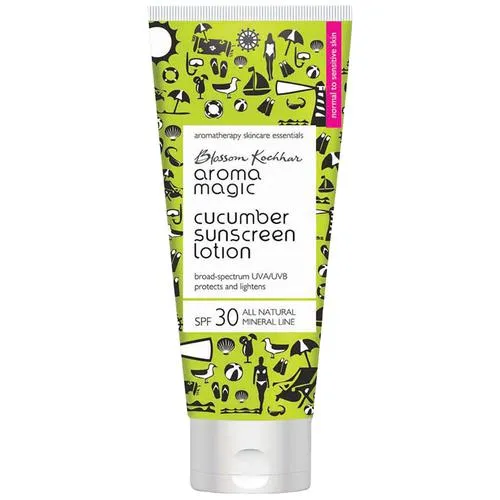 normal to sensitive skin
aromatherapy skincare essentials
Blossom Kochhar
aroma
magic
cucumber
sunscreen
lotion
broad-spectrum UVA/UVB
protects and lightens
SPF 30 ALL NATURAL
MINERAL LINE